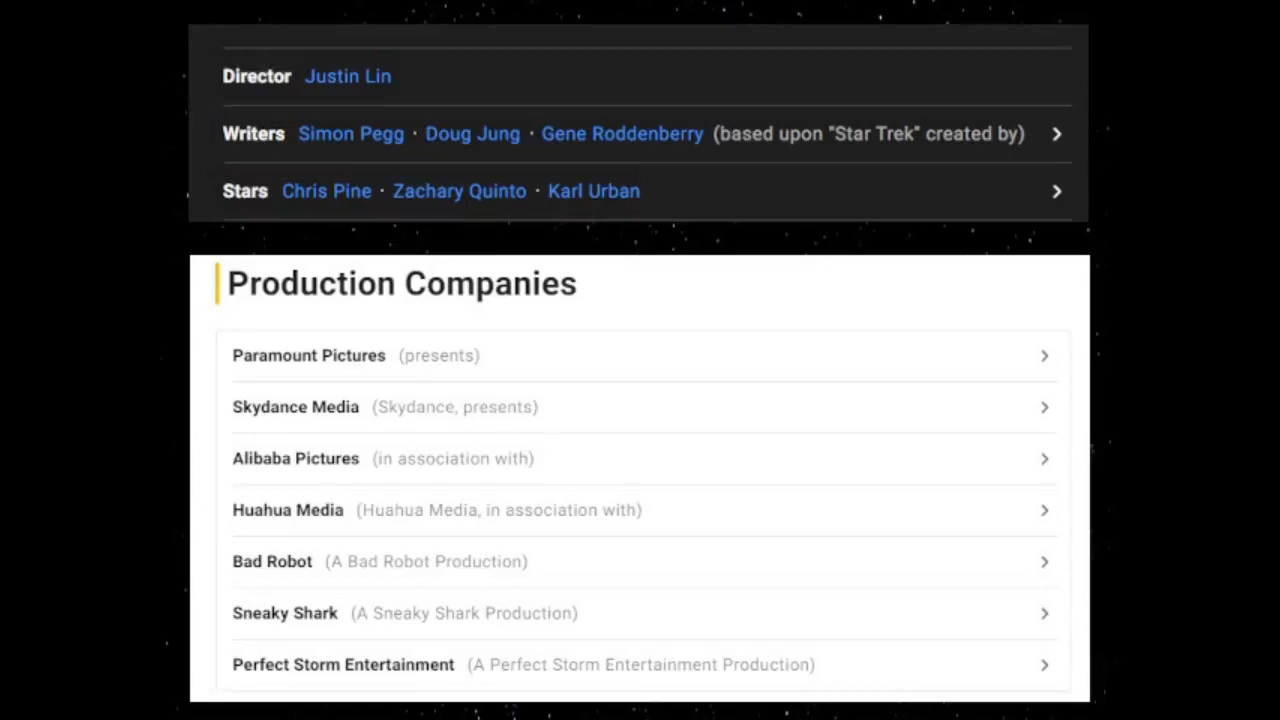 Director Justin Lin
Writers Simon Pegg · Doug Jung · Gene Roddenberry (based upon "Star Trek" created by)
Stars Chris Pine · Zachary Quinto · Karl Urban
Production Companies
Paramount Pictures (presents)
Skydance Media (Skydance, presents)
Alibaba Pictures (in association with)
Huahua Media (Huahua Media, in association with)
Bad Robot (A Bad Robot Production)
Sneaky Shark (A Sneaky Shark Production)
Perfect Storm Entertainment (A Perfect Storm Entertainment Production)